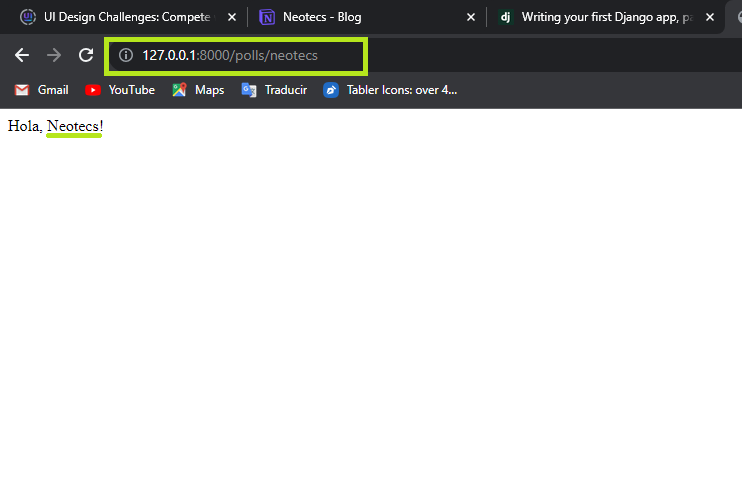 UI Design Challenges: Compete
Neotecs - Blog
Writing your first Django app, pa
127.0.0.1:8000/polls/neotecs
Gmail
YouTube
Maps
Traducir
Tabler Icons: over 4...
Hola, Neotecs!